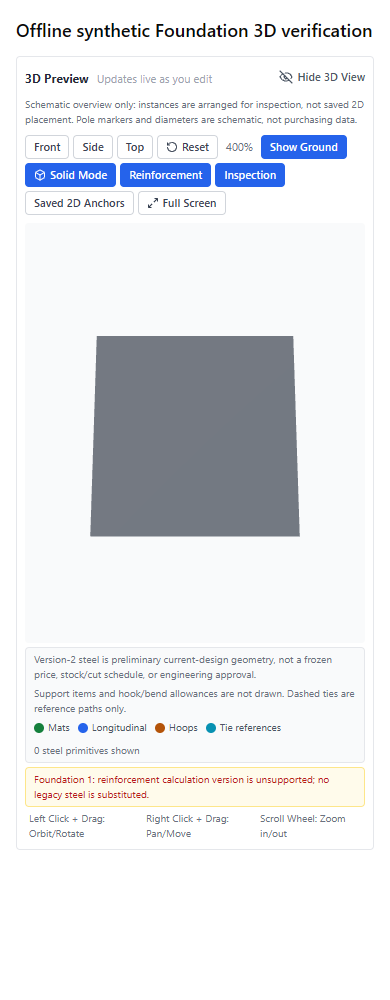 Offline synthetic Foundation 3D verification
3D Preview Updates live as you edit Hide 3D View
Schematic overview only: instances are arranged for inspection, not saved 2D
placement. Pole markers and diameters are schematic, not purchasing data.
Front Side Top Reset 400% Show Ground
Solid Mode Reinforcement Inspection
Saved 2D Anchors Full Screen
Version-2 steel is preliminary current-design geometry, not a frozen
price, stock/cut schedule, or engineering approval.
Support items and hook/bend allowances are not drawn. Dashed ties are
reference paths only.
Mats Longitudinal Hoops Tie references
0 steel primitives shown
Foundation 1: reinforcement calculation version is unsupported; no
legacy steel is substituted.
Left Click + Drag: Right Click + Drag: Scroll Wheel: Zoom
Orbit/Rotate Pan/Move in/out